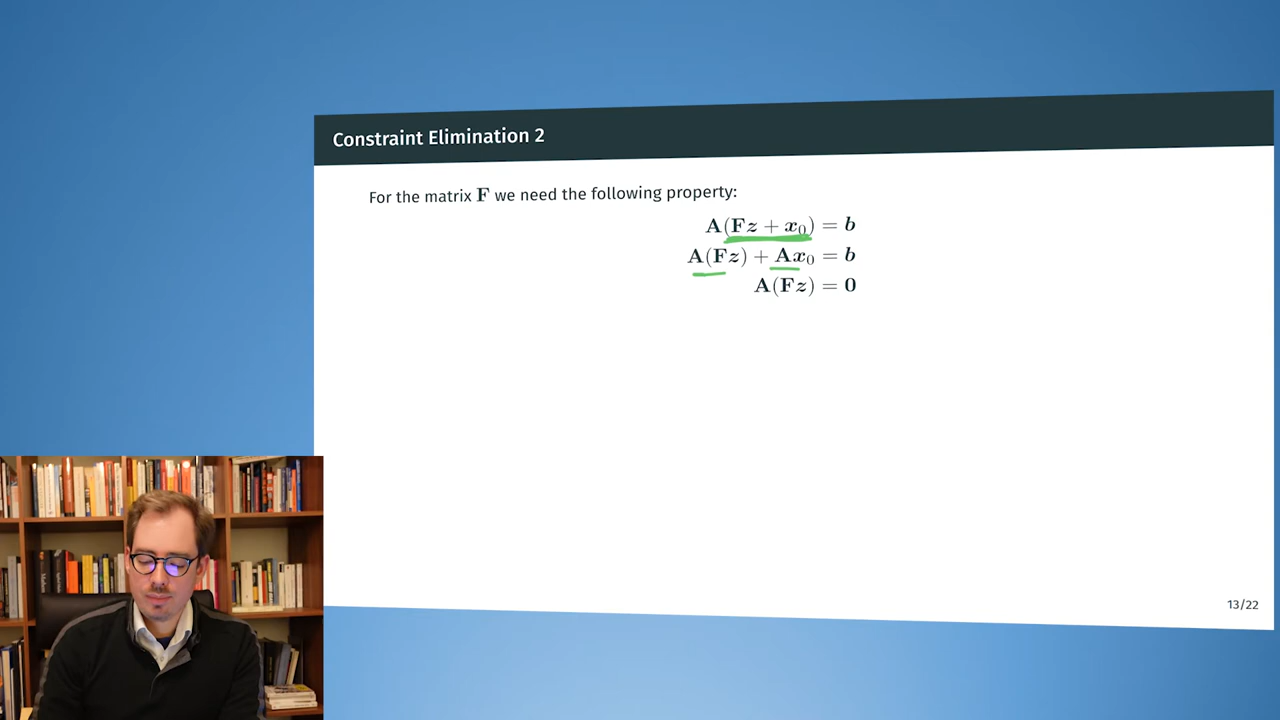 Constraint Elimination 2
For the matrix F we need the following property:
A(Fz + x₀) = b
A(Fz) + Ax₀ = b
A(Fz) = 0
13/22